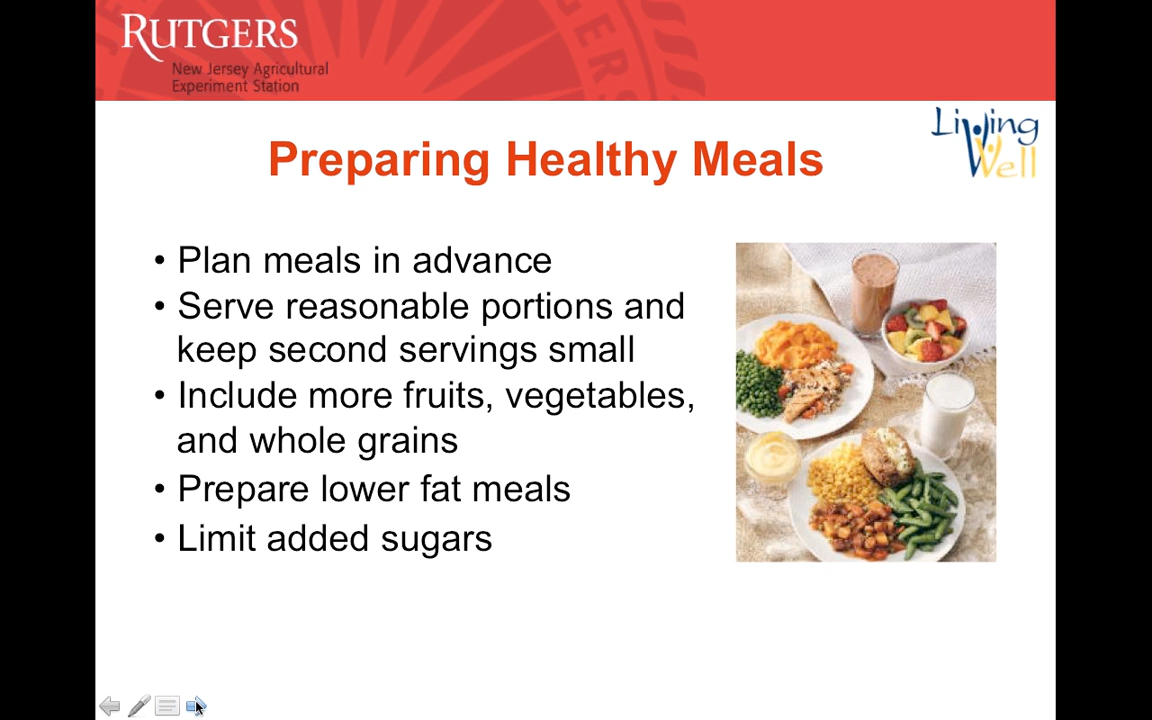 RUTGERS
New Jersey Agricultural
Experiment Station
Living
Well
Preparing Healthy Meals
• Plan meals in advance
• Serve reasonable portions and
keep second servings small
• Include more fruits, vegetables,
and whole grains
• Prepare lower fat meals
• Limit added sugars